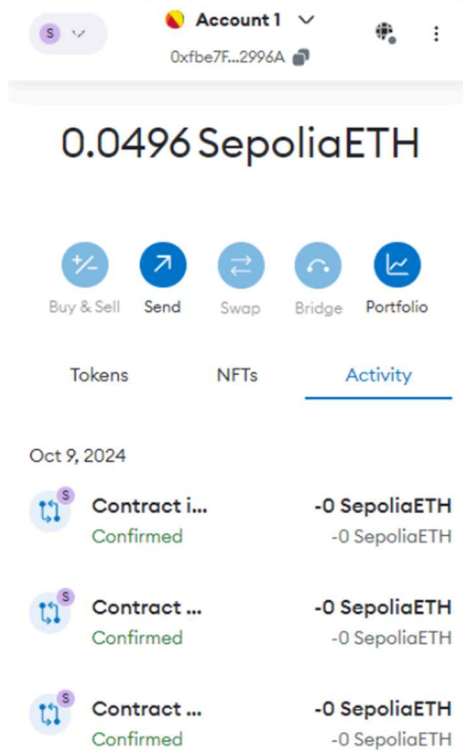 S
Account 1
0xfbe7F...2996A
0.0496 SepoliaETH
Buy & Sell Send Swap Bridge Portfolio
Tokens NFTs Activity
Oct 9, 2024
S
Contract i... -0 SepoliaETH
Confirmed -0 SepoliaETH
S
Contract ... -0 SepoliaETH
Confirmed -0 SepoliaETH
S
Contract ... -0 SepoliaETH
Confirmed -0 SepoliaETH